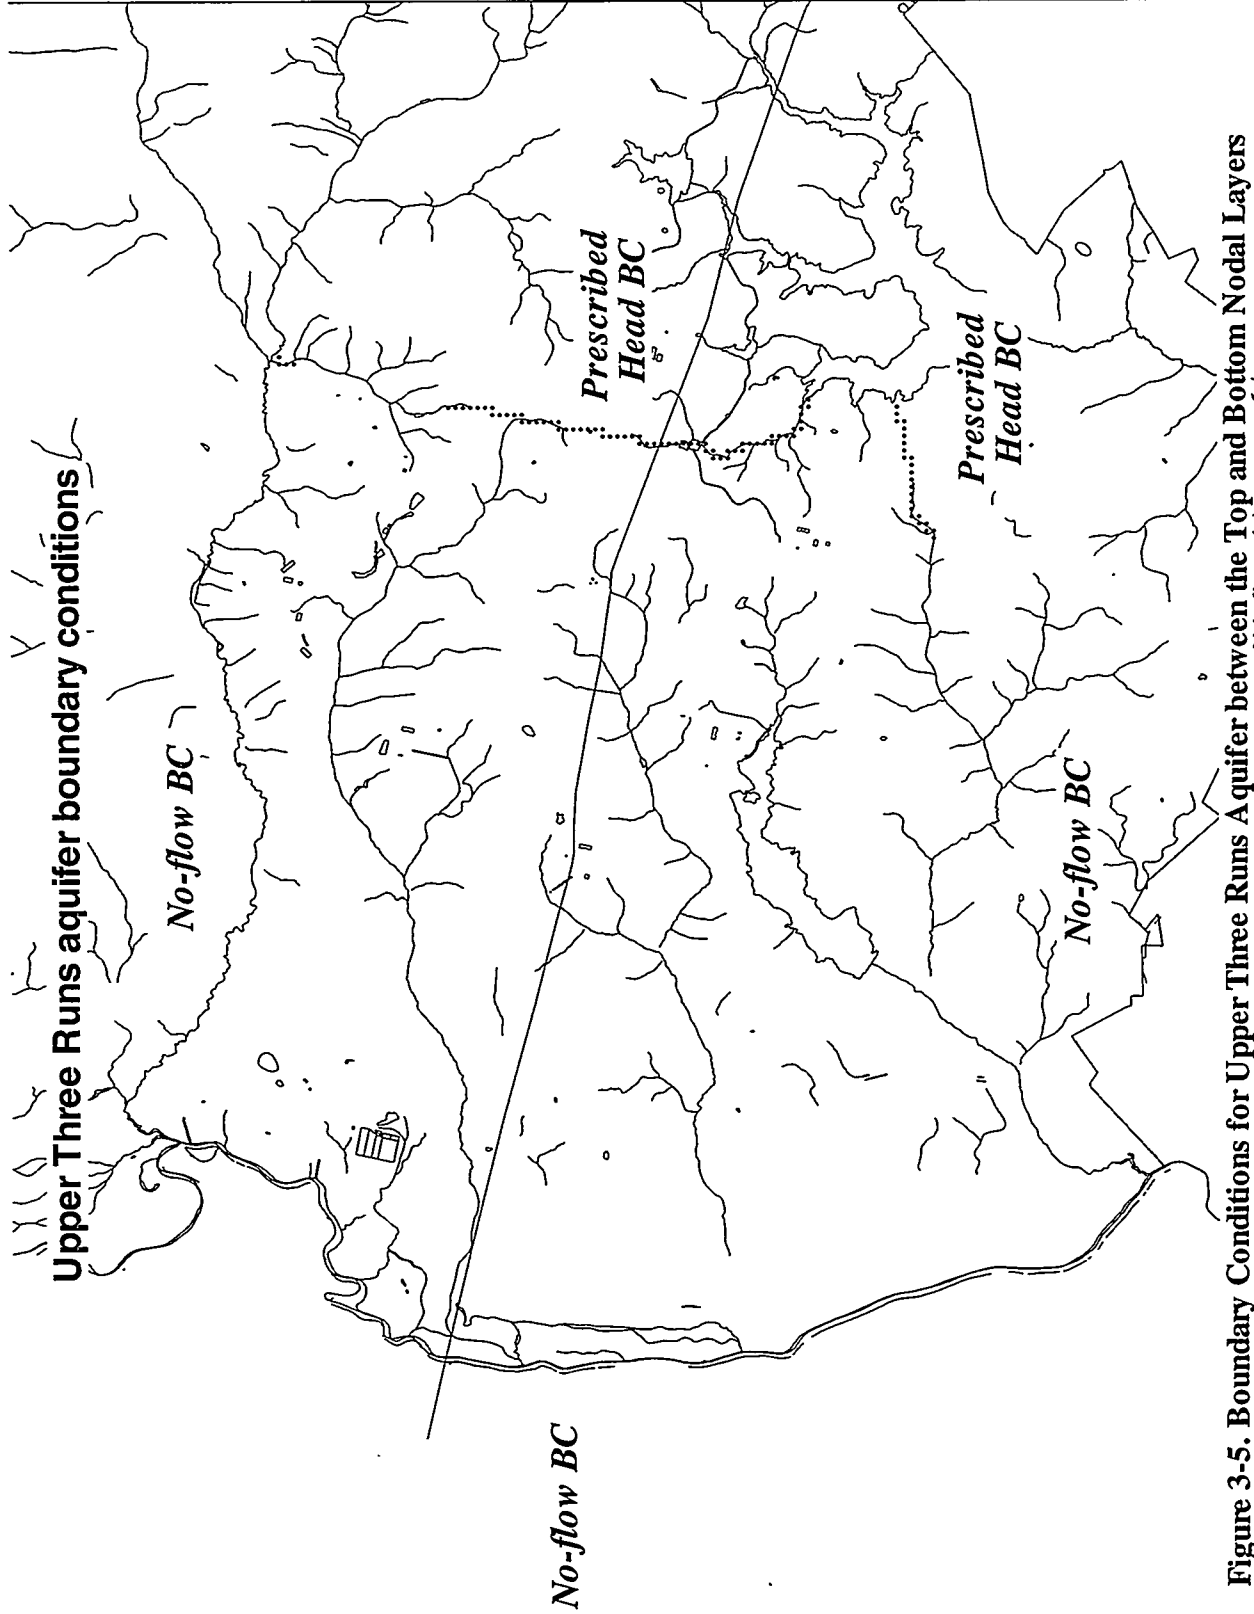 Upper Three Runs aquifer boundary conditions
No-flow BC
Prescribed
Head BC
Prescribed
Head BC
No-flow BC
No-flow BC
Figure 3-5. Boundary Conditions for Upper Three Runs Aquifer between the Top and Bottom Nodal Layers